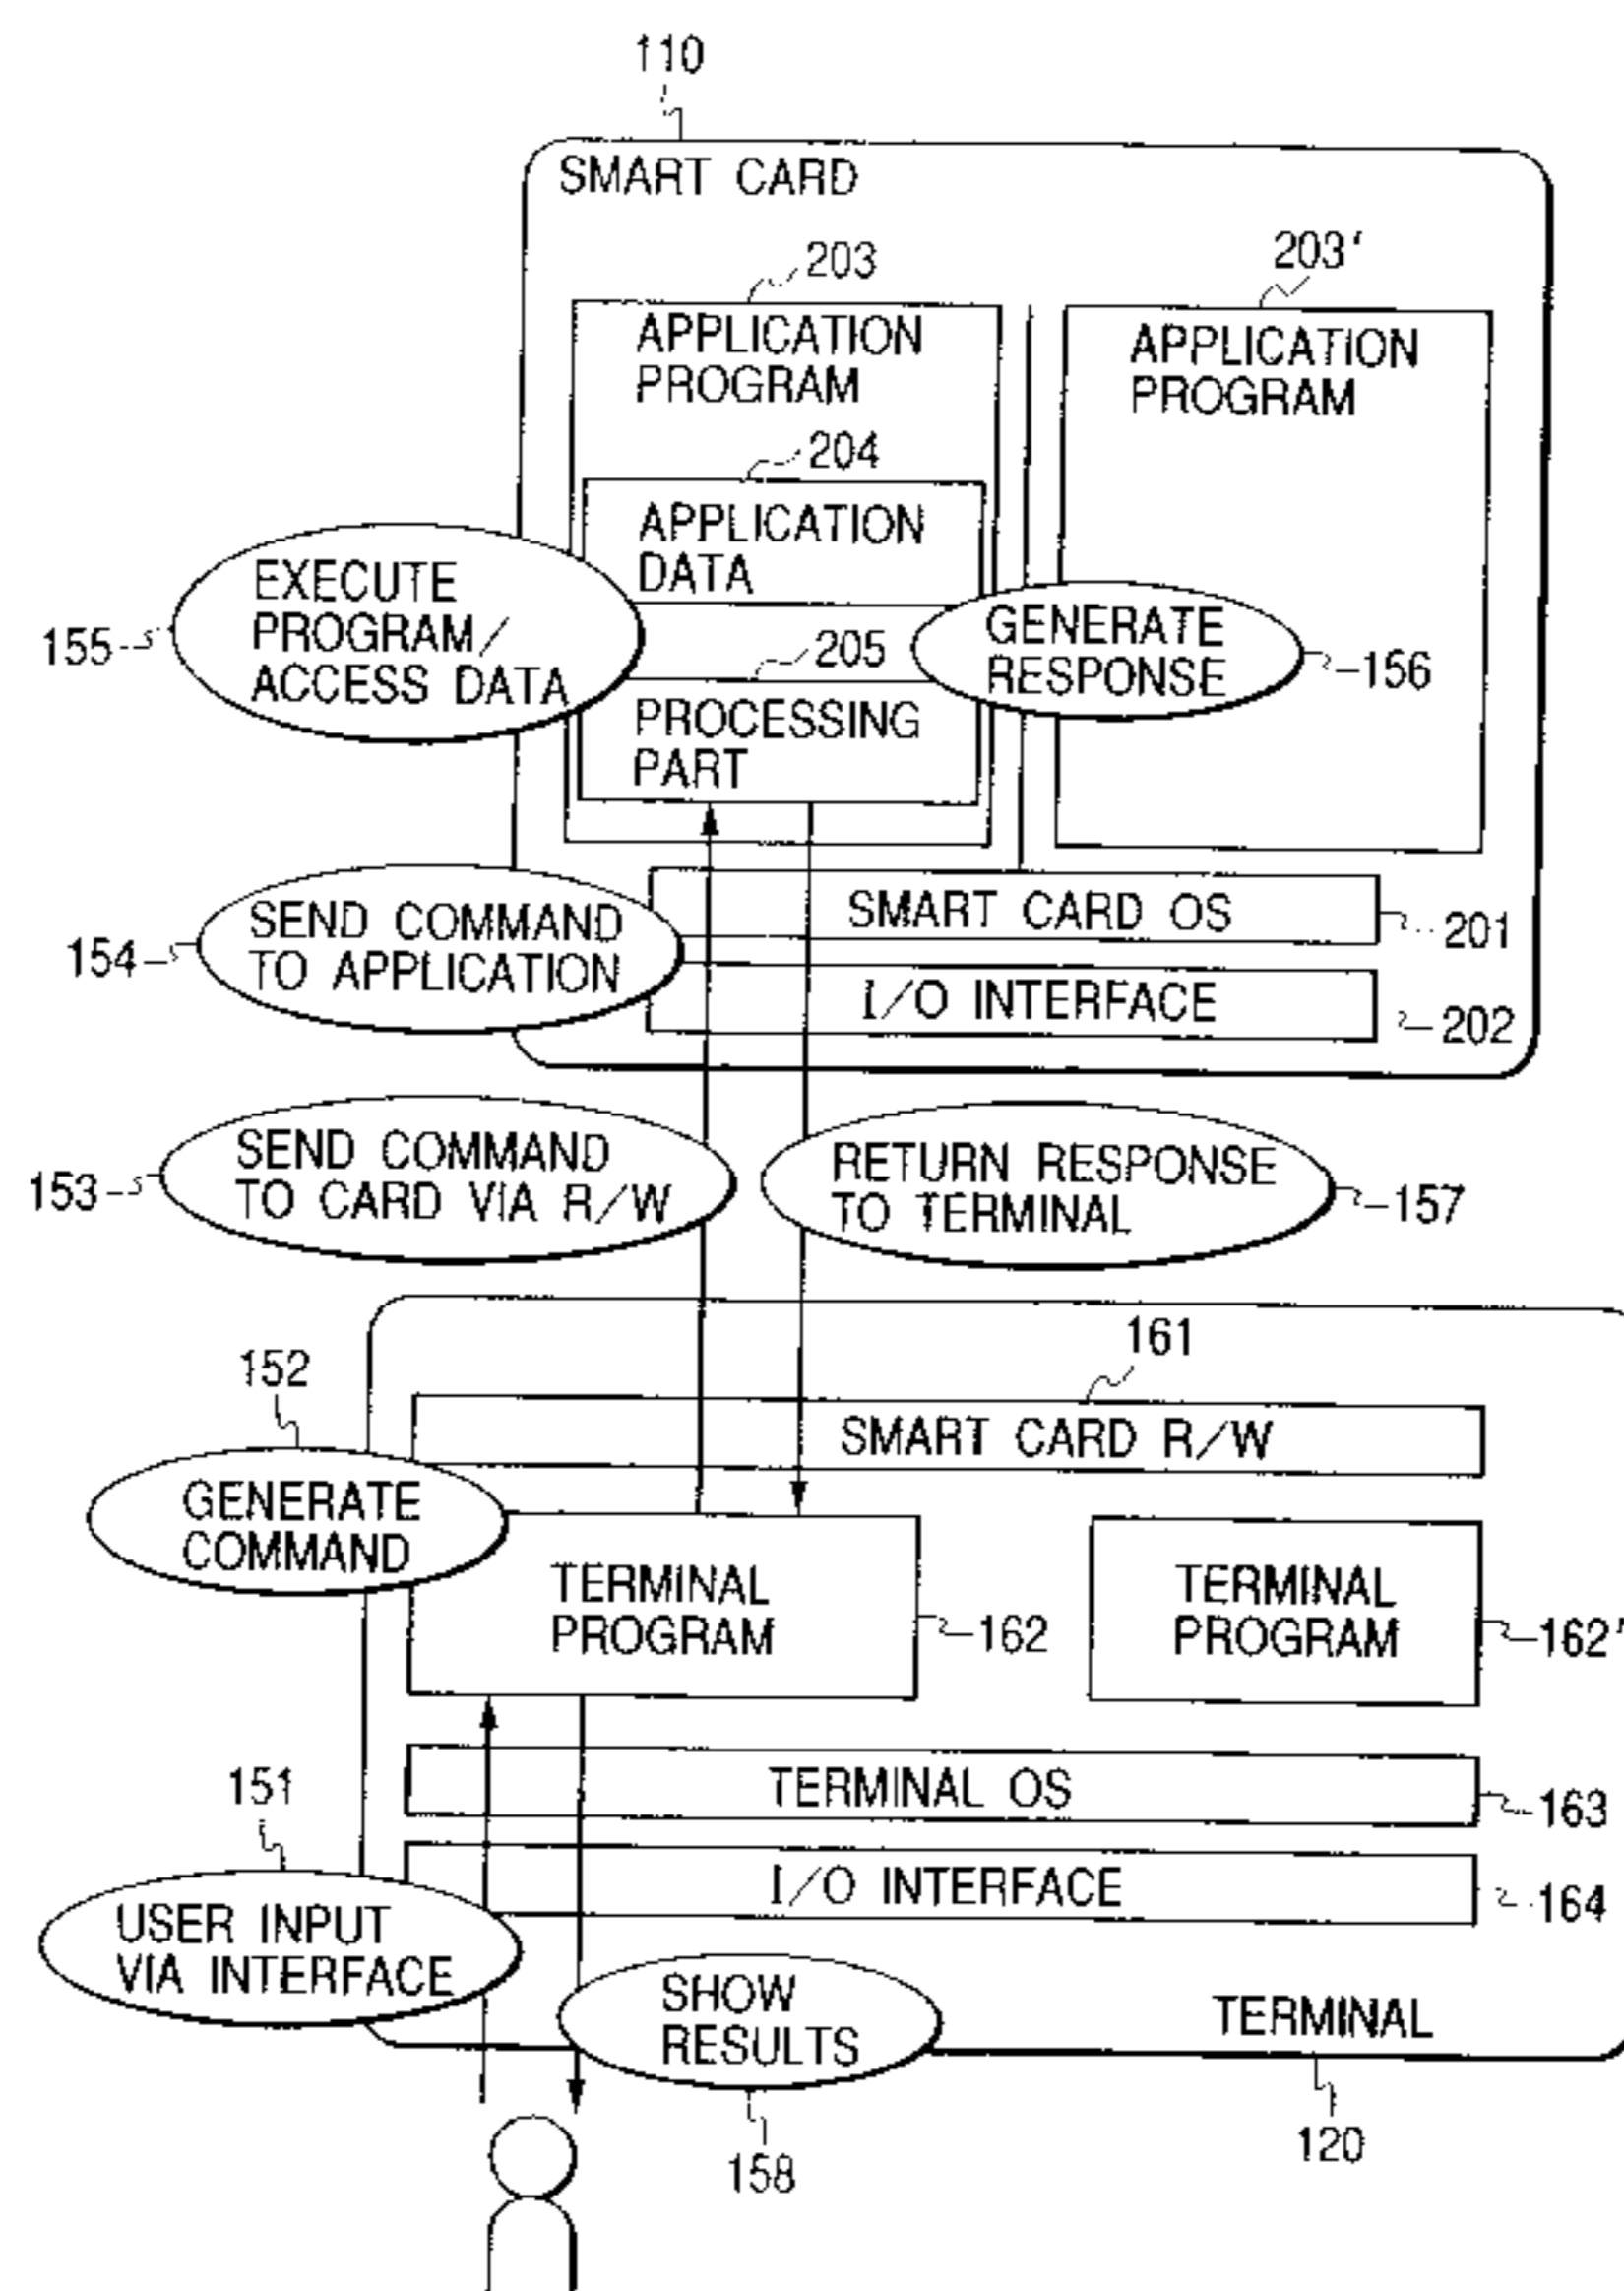 110
SMART CARD
203
203'
APPLICATION
PROGRAM
APPLICATION
PROGRAM
204
APPLICATION
DATA
EXECUTE
PROGRAM/
ACCESS DATA
155
GENERATE
RESPONSE
156
205
PROCESSING
PART
SEND COMMAND
TO APPLICATION
154
SMART CARD OS
201
I/O INTERFACE
202
SEND COMMAND
TO CARD VIA R/W
153
RETURN RESPONSE
TO TERMINAL
157
161
152
SMART CARD R/W
GENERATE
COMMAND
TERMINAL
PROGRAM
162
TERMINAL
PROGRAM
162'
151
TERMINAL OS
163
I/O INTERFACE
164
USER INPUT
VIA INTERFACE
SHOW
RESULTS
TERMINAL
120
158